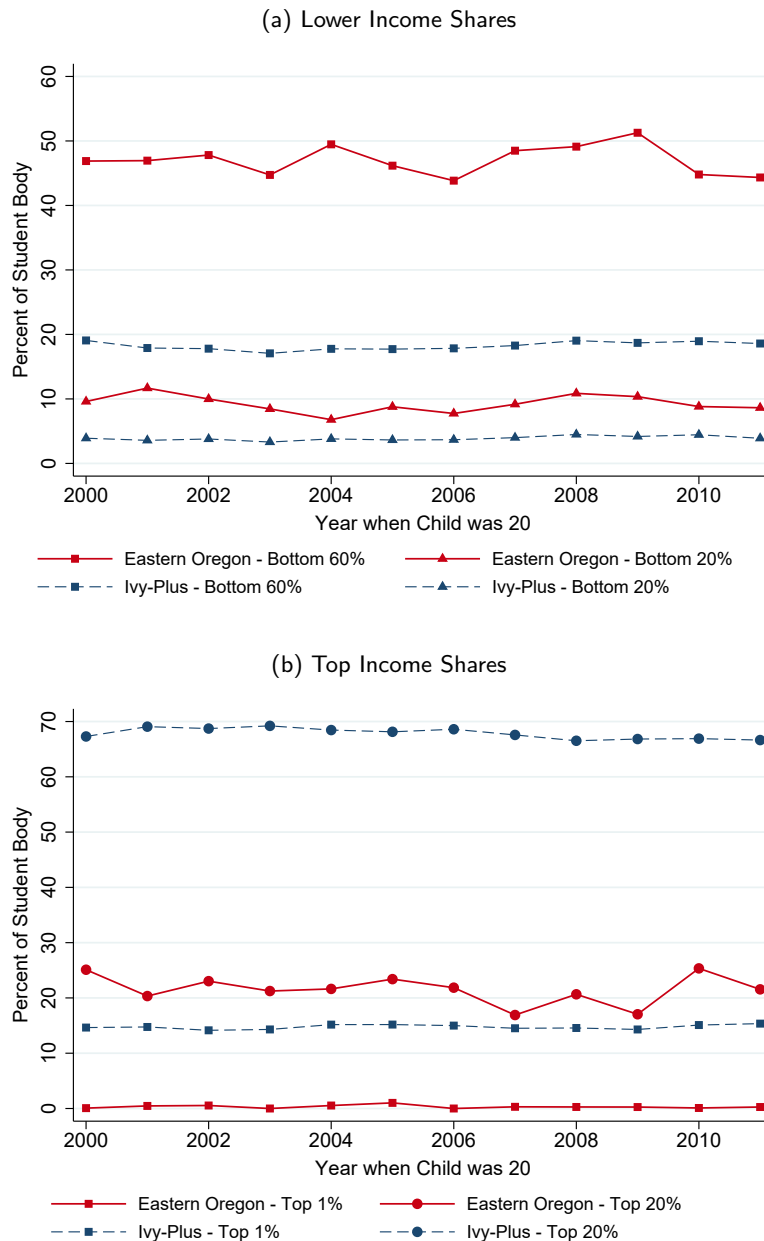 (a) Lower Income Shares
60
50
40
30
20
10
0
Percent of Student Body
2000 2002 2004 2006 2008 2010
Year when Child was 20
Eastern Oregon - Bottom 60% Eastern Oregon - Bottom 20%
Ivy-Plus - Bottom 60% Ivy-Plus - Bottom 20%
(b) Top Income Shares
70
60
50
40
30
20
10
0
Percent of Student Body
2000 2002 2004 2006 2008 2010
Year when Child was 20
Eastern Oregon - Top 1% Eastern Oregon - Top 20%
Ivy-Plus - Top 1% Ivy-Plus - Top 20%